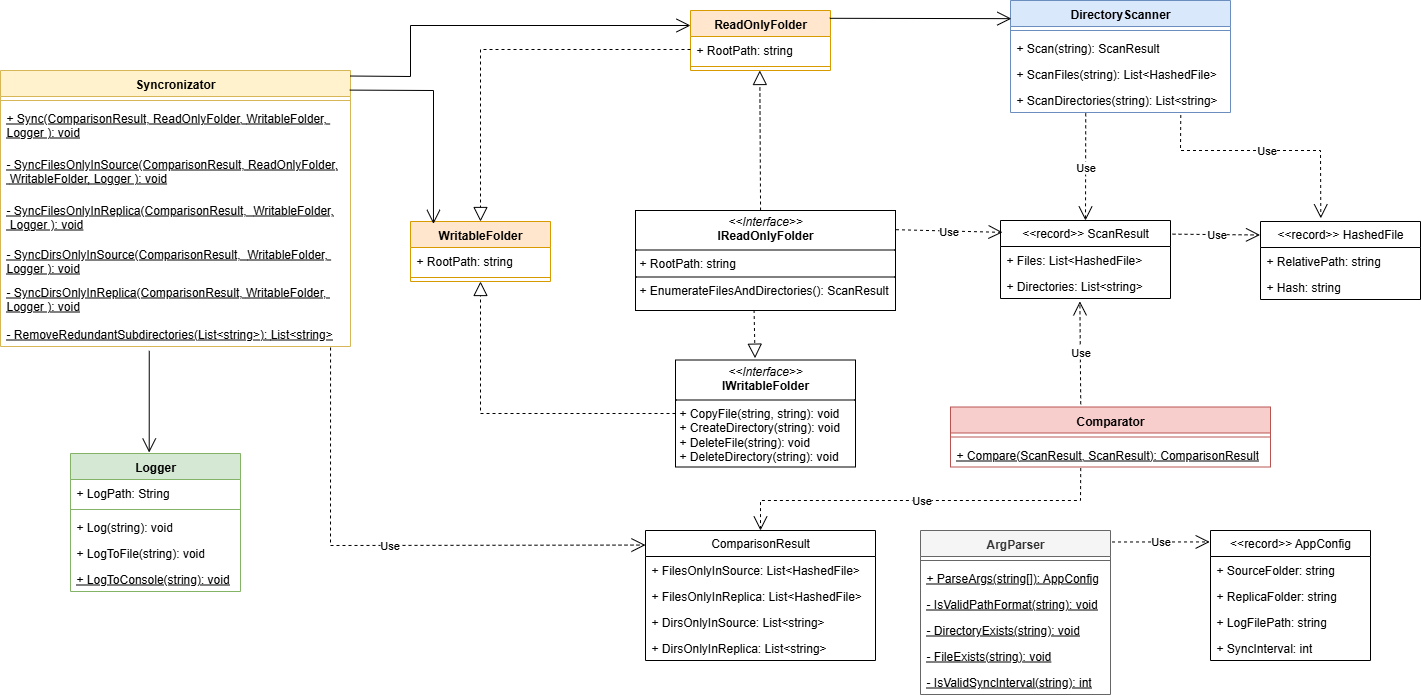 Syncronizator
+ Sync(ComparisonResult, ReadOnlyFolder, WritableFolder,
Logger ): void
- SyncFilesOnlyInSource(ComparisonResult, ReadOnlyFolder,
WritableFolder, Logger ): void
- SyncFilesOnlyInReplica(ComparisonResult, WritableFolder,
Logger ): void
- SyncDirsOnlyInSource(ComparisonResult, WritableFolder,
Logger ): void
- SyncDirsOnlyInReplica(ComparisonResult, WritableFolder,
Logger ): void
- RemoveRedundantSubdirectories(List<string>): List<string>
ReadOnlyFolder
+ RootPath: string
DirectoryScanner
+ Scan(string): ScanResult
+ ScanFiles(string): List<HashedFile>
+ ScanDirectories(string): List<string>
Use
Use
WritableFolder
+ RootPath: string
<<Interface>>
IReadOnlyFolder
+ RootPath: string
+ EnumerateFilesAndDirectories(): ScanResult
Use
<<record>> ScanResult
+ Files: List<HashedFile>
+ Directories: List<string>
Use
<<record>> HashedFile
+ RelativePath: string
+ Hash: string
<<Interface>>
IWritableFolder
+ CopyFile(string, string): void
+ CreateDirectory(string): void
+ DeleteFile(string): void
+ DeleteDirectory(string): void
Use
Comparator
+ Compare(ScanResult, ScanResult): ComparisonResult
Use
Logger
+ LogPath: String
+ Log(string): void
+ LogToFile(string): void
+ LogToConsole(string): void
Use
ComparisonResult
+ FilesOnlyInSource: List<HashedFile>
+ FilesOnlyInReplica: List<HashedFile>
+ DirsOnlyInSource: List<string>
+ DirsOnlyInReplica: List<string>
ArgParser
+ ParseArgs(string[]): AppConfig
- IsValidPathFormat(string): void
- DirectoryExists(string): void
- FileExists(string): void
- IsValidSyncInterval(string): int
Use
<<record>> AppConfig
+ SourceFolder: string
+ ReplicaFolder: string
+ LogFilePath: string
+ SyncInterval: int